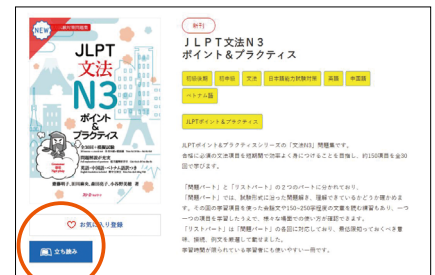 NEW
JLPT
文法
N3
ポイント
&
プラクティス
お気に入り登録
立ち読み
新刊
JLPT文法N3
ポイント&プラクティス
初級後期
初中級
文法
日本語能力試験対策
英語
中国語
ベトナム語
JLPTポイント&プラクティス
JLPTポイント&プラクティスシリーズの「文法N3」問題集です。
合格に必須の文法項目を短期間で効率よく身につけることを目指し、約150項目を全30
回で学びます。
「問題パート」と「リストパート」の2つのパートに分かれており、
「問題パート」では、試験形式に沿った問題を解き、理解できているかどうか確かめま
す。その回の学習項目を使った長文で150~250字程度の文章を読む練習もあり、一つ
一つの項目を学習したうえで、様々な場面での使い方が確認できます。
「リストパート」は「問題パート」の各回に対応しており、最低限知っておくべき意
味、接続、例文を厳選して載せました。
学習時間が限られている学習者にも使いやすい一冊です。